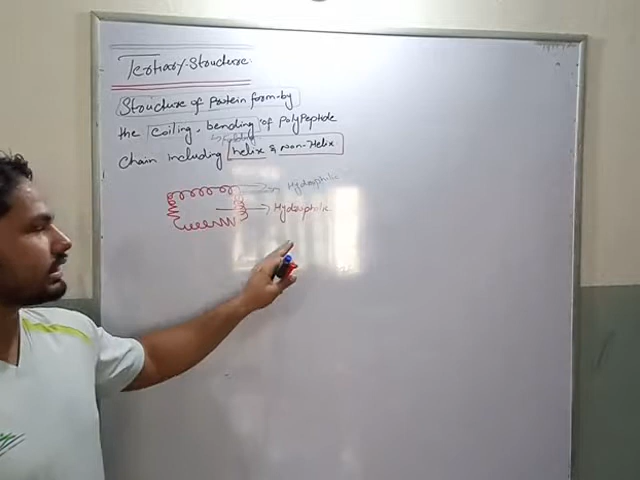 Tertiary-Structure.
Structure of protein form-by
the coiling, bending of polypeptide
↳ folding
chain including helix & non-Helix
Hydrophilic
Hydrophobic